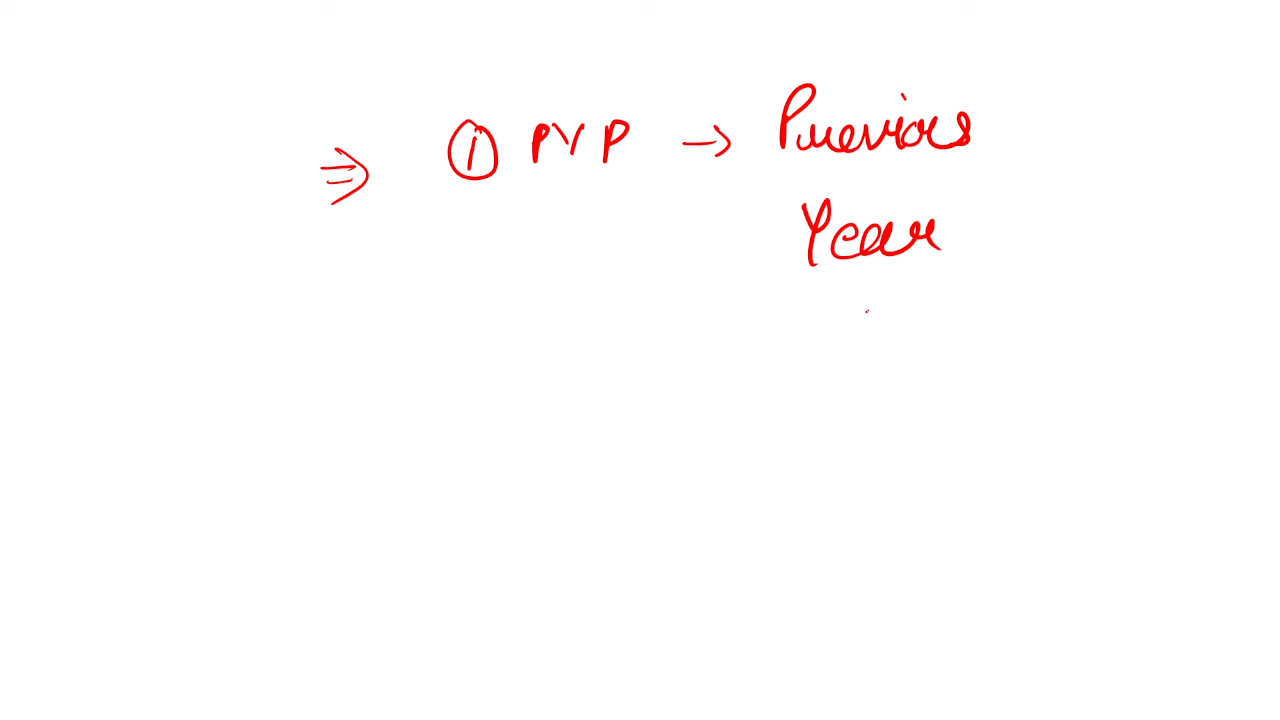 ⇒ ① PYP → Previous
Year